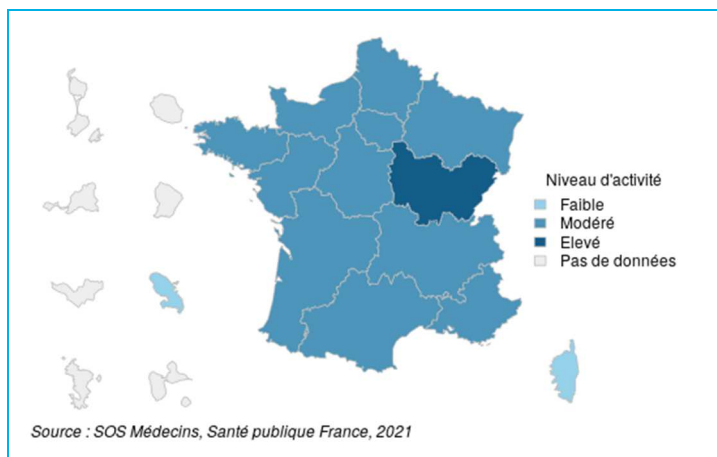 Niveau d'activité
Faible
Modéré
Elevé
Pas de données
Source : SOS Médecins, Santé publique France, 2021